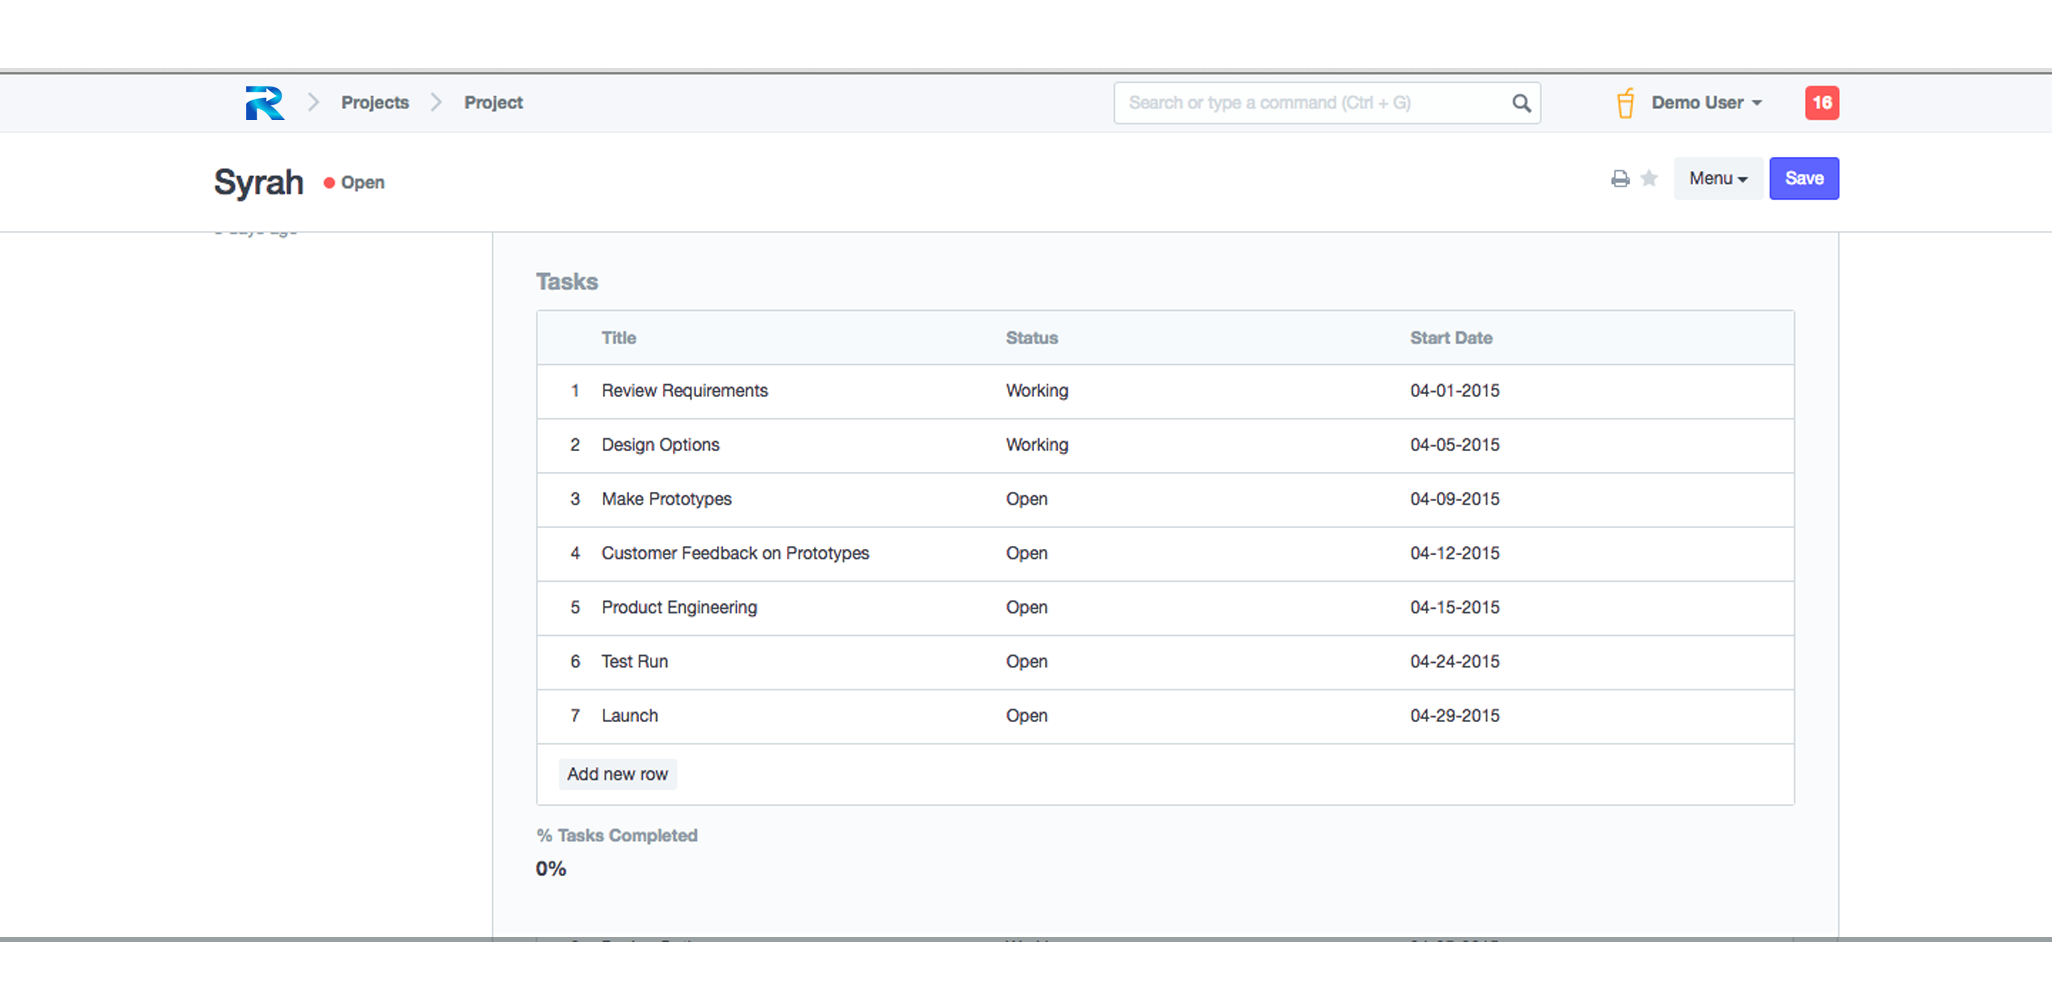 Projects Project Search or type a command (Ctrl + G) Demo User 16
Syrah Open Menu Save
days ago
Tasks
Title Status Start Date
1 Review Requirements Working 04-01-2015
2 Design Options Working 04-05-2015
3 Make Prototypes Open 04-09-2015
4 Customer Feedback on Prototypes Open 04-12-2015
5 Product Engineering Open 04-15-2015
6 Test Run Open 04-24-2015
7 Launch Open 04-29-2015
Add new row
% Tasks Completed
0%